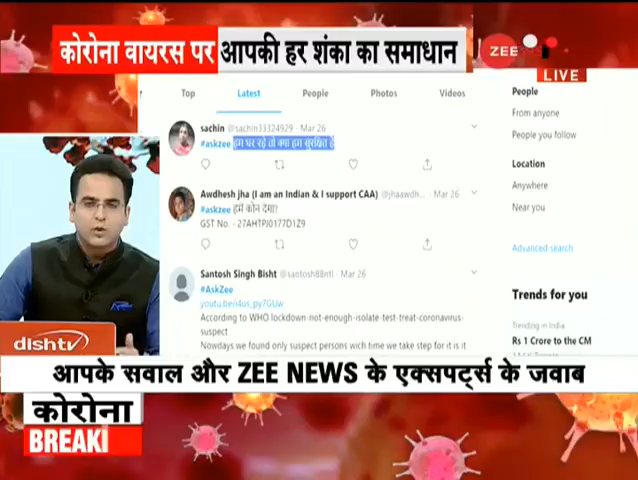 कोरोना वायरस पर आपकी हर शंका का समाधान
ZEE
LIVE
Top Latest People Photos Videos
sachin @sachin33324929 · Mar 26
#askzee हम घर रहे तो क्या हम सुरक्षित हैं
Awdhesh jha (I am an Indian & I support CAA) @jhaawdh... · Mar 26
#askzee हमें कोन देगा?
GST No. - 27AHTPJ0177D1Z9
Santosh Singh Bisht @santosh88ntl · Mar 26
#AskZee
youtu.be/r4us_py7GUw
According to WHO lockdown-not-enough-isolate-test-treat-coronavirus-
suspect
Nowadays we found only suspect persons wich time we take step for it is it
People
From anyone
People you follow
Location
Anywhere
Near you
Advanced search
Trends for you
Trending in India
Rs 1 Crore to the CM
dishtv
आपके सवाल और ZEE NEWS के एक्सपर्ट्स के जवाब
कोरोना
BREAKI